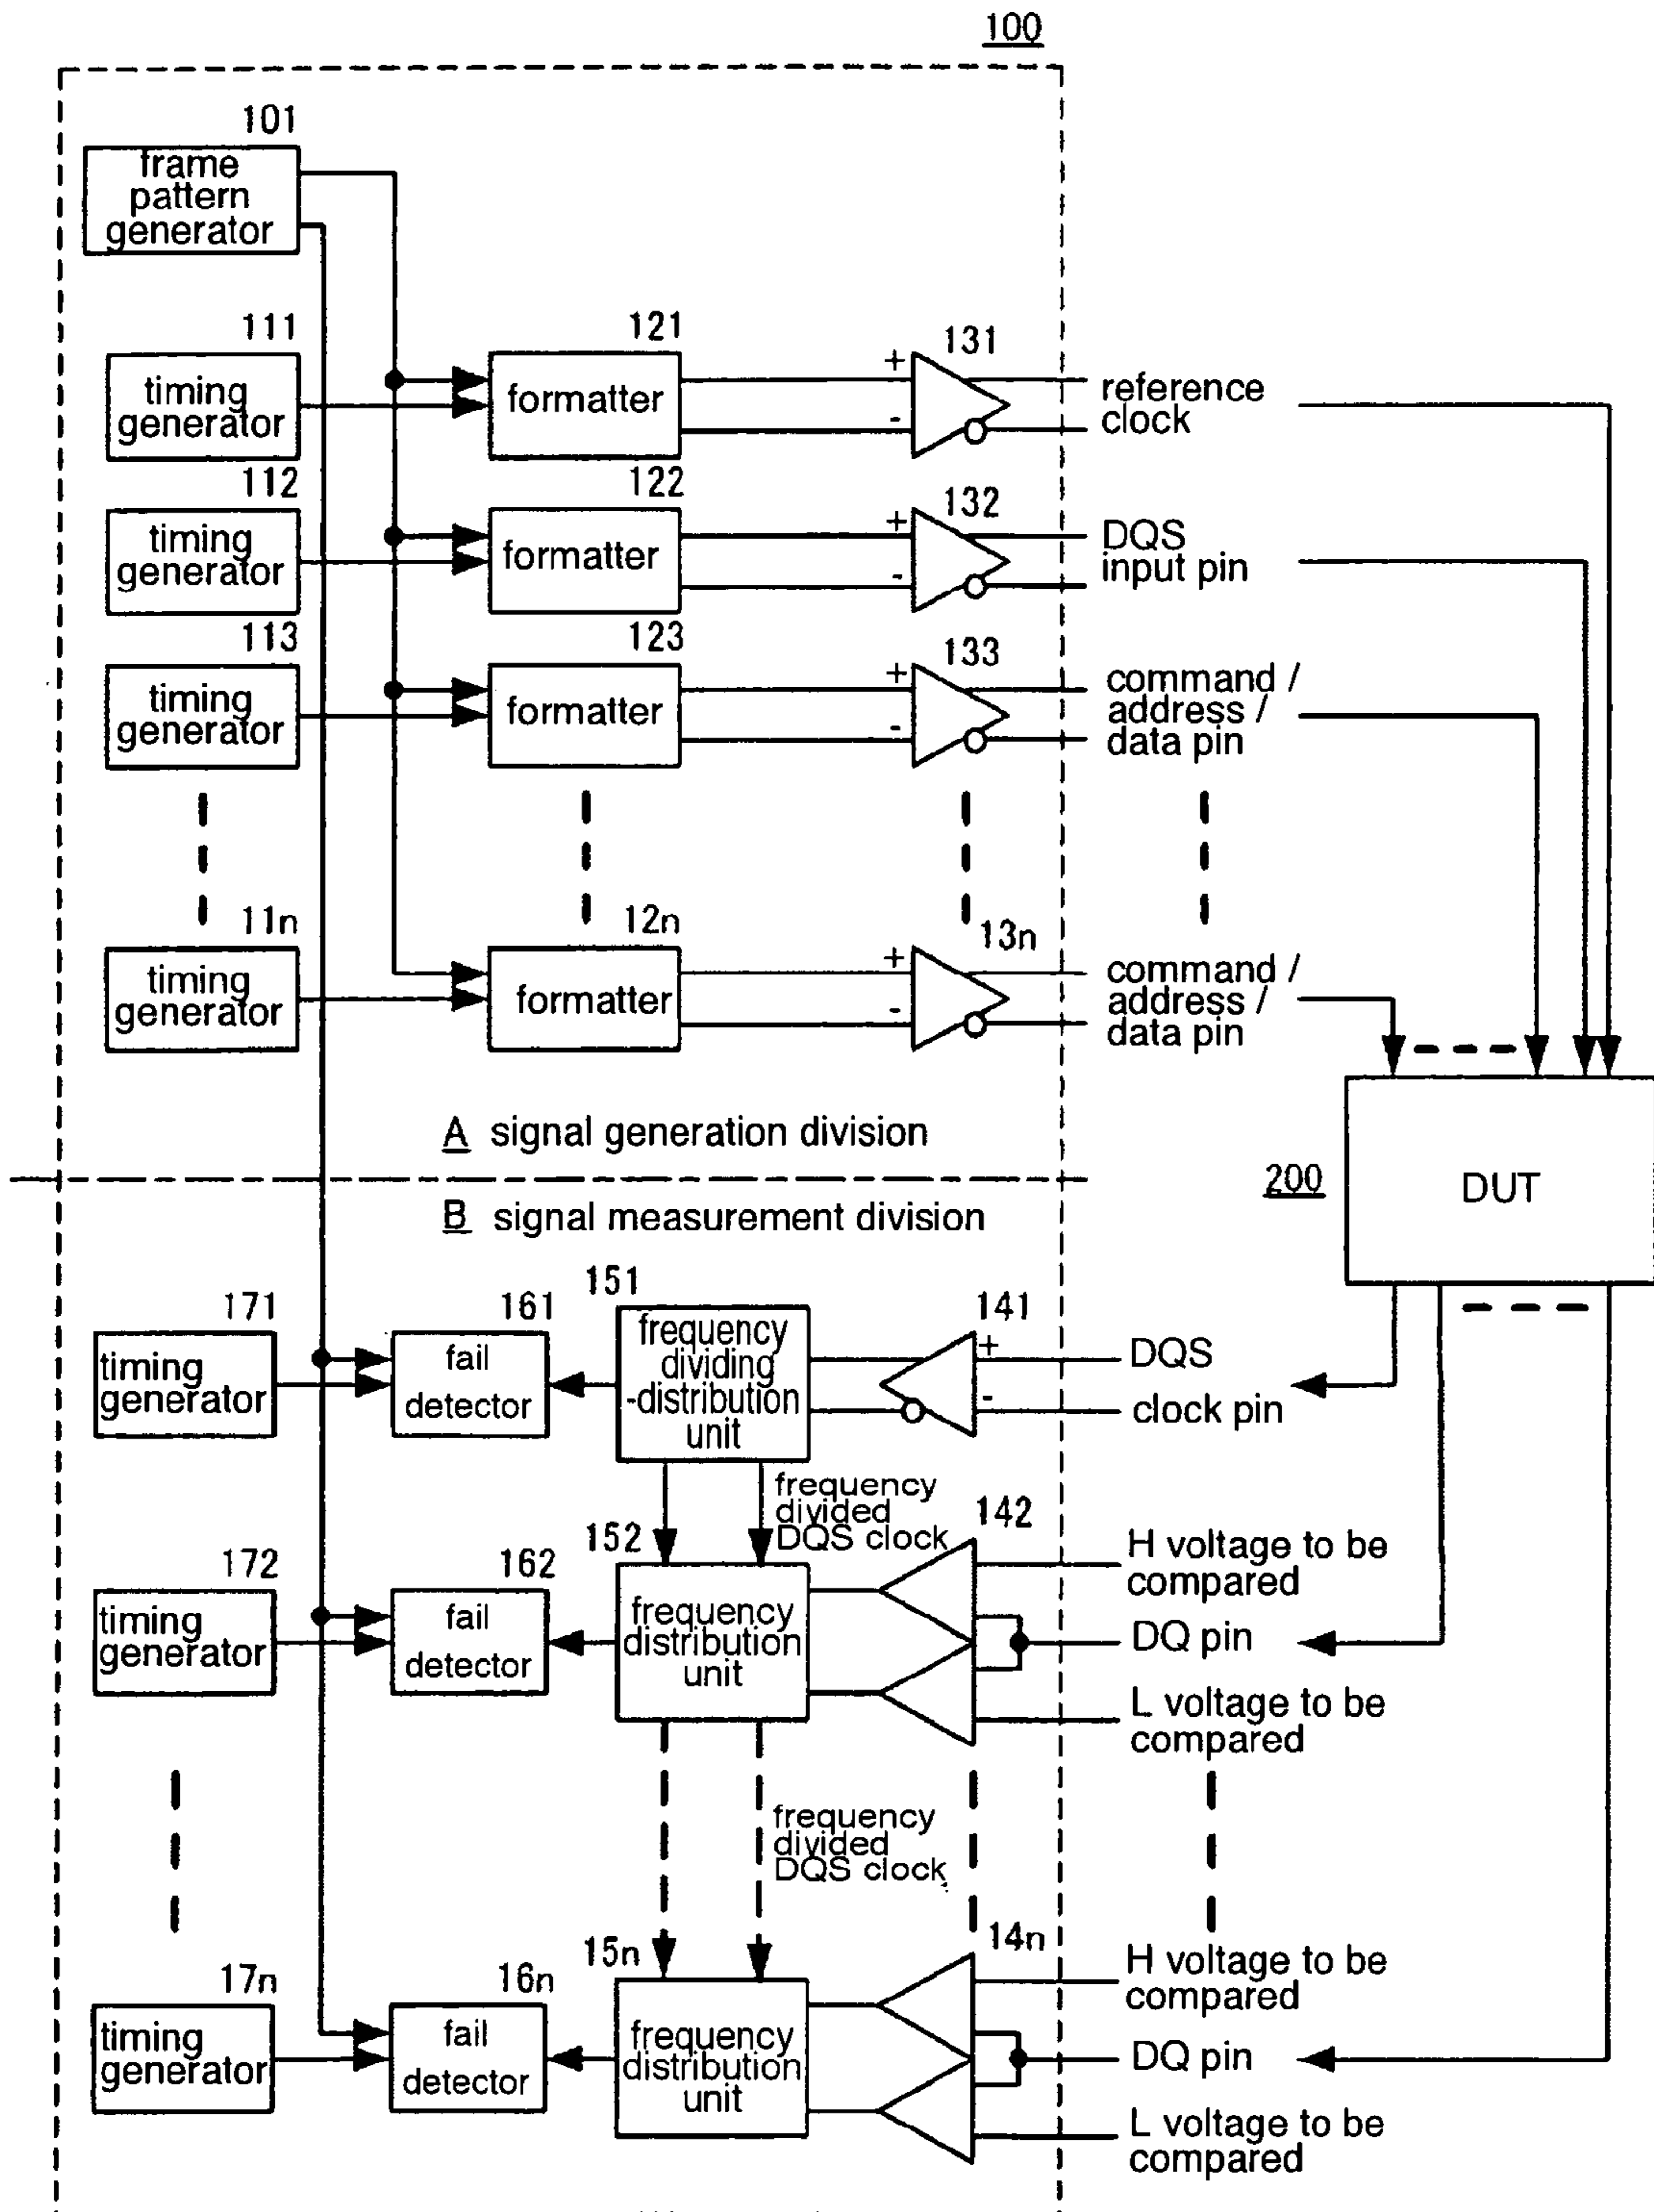 100
101
frame
pattern
generator
111
121
131
timing
generator
formatter
+
-
reference
clock
112
122
132
timing
generator
formatter
+
-
DQS
input pin
113
123
133
timing
generator
formatter
+
-
command /
address /
data pin
11n
12n
13n
timing
generator
formatter
+
-
command /
address /
data pin
A signal generation division
200
DUT
B signal measurement division
171
161
151
141
timing
generator
fail
detector
frequency
dividing
-distribution
unit
+
-
DQS
clock pin
frequency
divided
DQS clock
172
162
152
142
timing
generator
fail
detector
frequency
distribution
unit
H voltage to be
compared
DQ pin
L voltage to be
compared
frequency
divided
DQS clock
17n
16n
15n
14n
timing
generator
fail
detector
frequency
distribution
unit
H voltage to be
compared
DQ pin
L voltage to be
compared